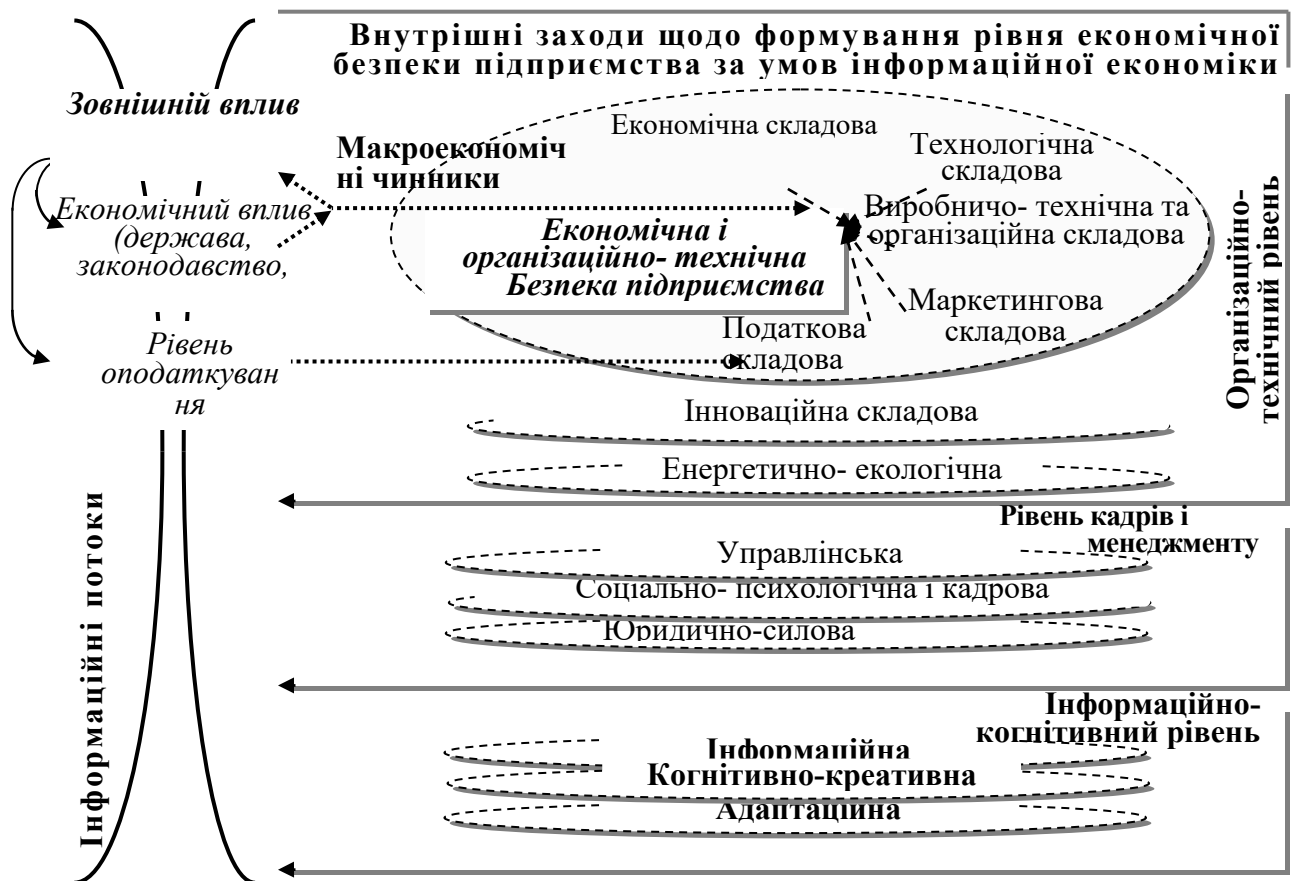 Внутрішні заходи щодо формування рівня економічної
безпеки підприємства за умов інформаційної економіки
Зовнішній вплив
Економічний вплив
(держава,
законодавство,
Рівень
оподаткуван
ня
Макроекономіч
ні чинники
Економічна складова
Технологічна
складова
Виробничо- технічна та
організаційна складова
Економічна і
організаційно- технічна
Безпека підприємства
Маркетингова
складова
Податкова
складова
Інноваційна складова
Енергетично- екологічна
Організаційно-
технічний рівень
Рівень кадрів і
менеджменту
Управлінська
Соціально- психологічна і кадрова
Юридично-силова
Інформаційно-
когнітивний рівень
Інформаційна
Когнітивно-креативна
Адаптаційна
Інформаційні потоки